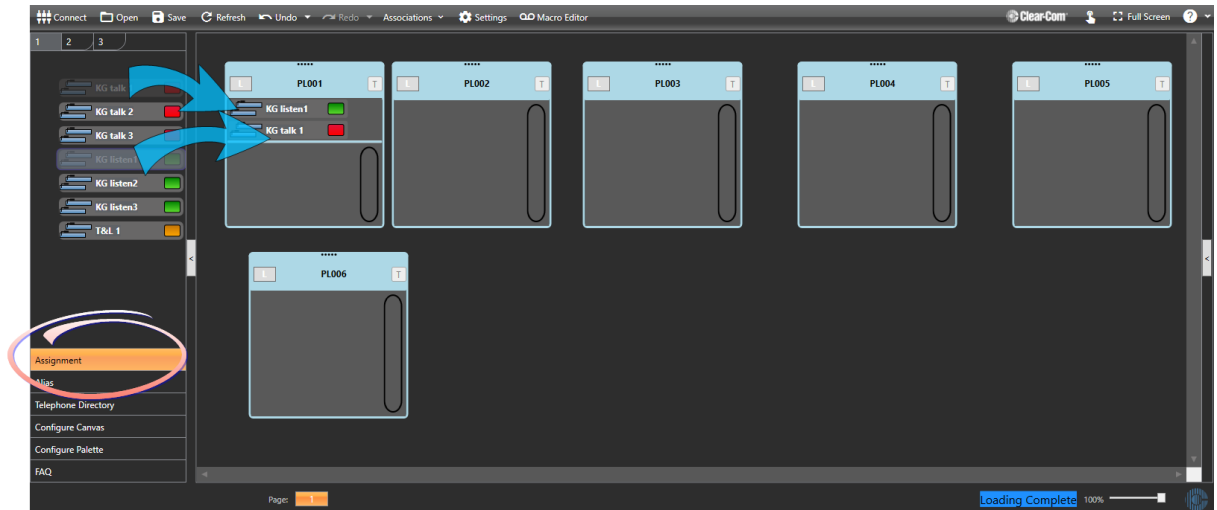 Connect Open Save Refresh Undo Redo Associations Settings Macro Editor Clear-Com Full Screen ?
1 2 3
KG talk
KG talk 2
KG talk 3
KG listen1
KG listen2
KG listen3
T&L 1
L PL001 T
KG listen1
KG talk 1
L PL002 T
L PL003 T
L PL004 T
L PL005 T
L PL006 T
Assignment
Alias
Telephone Directory
Configure Canvas
Configure Palette
FAQ
Page: 1
Loading Complete 100%